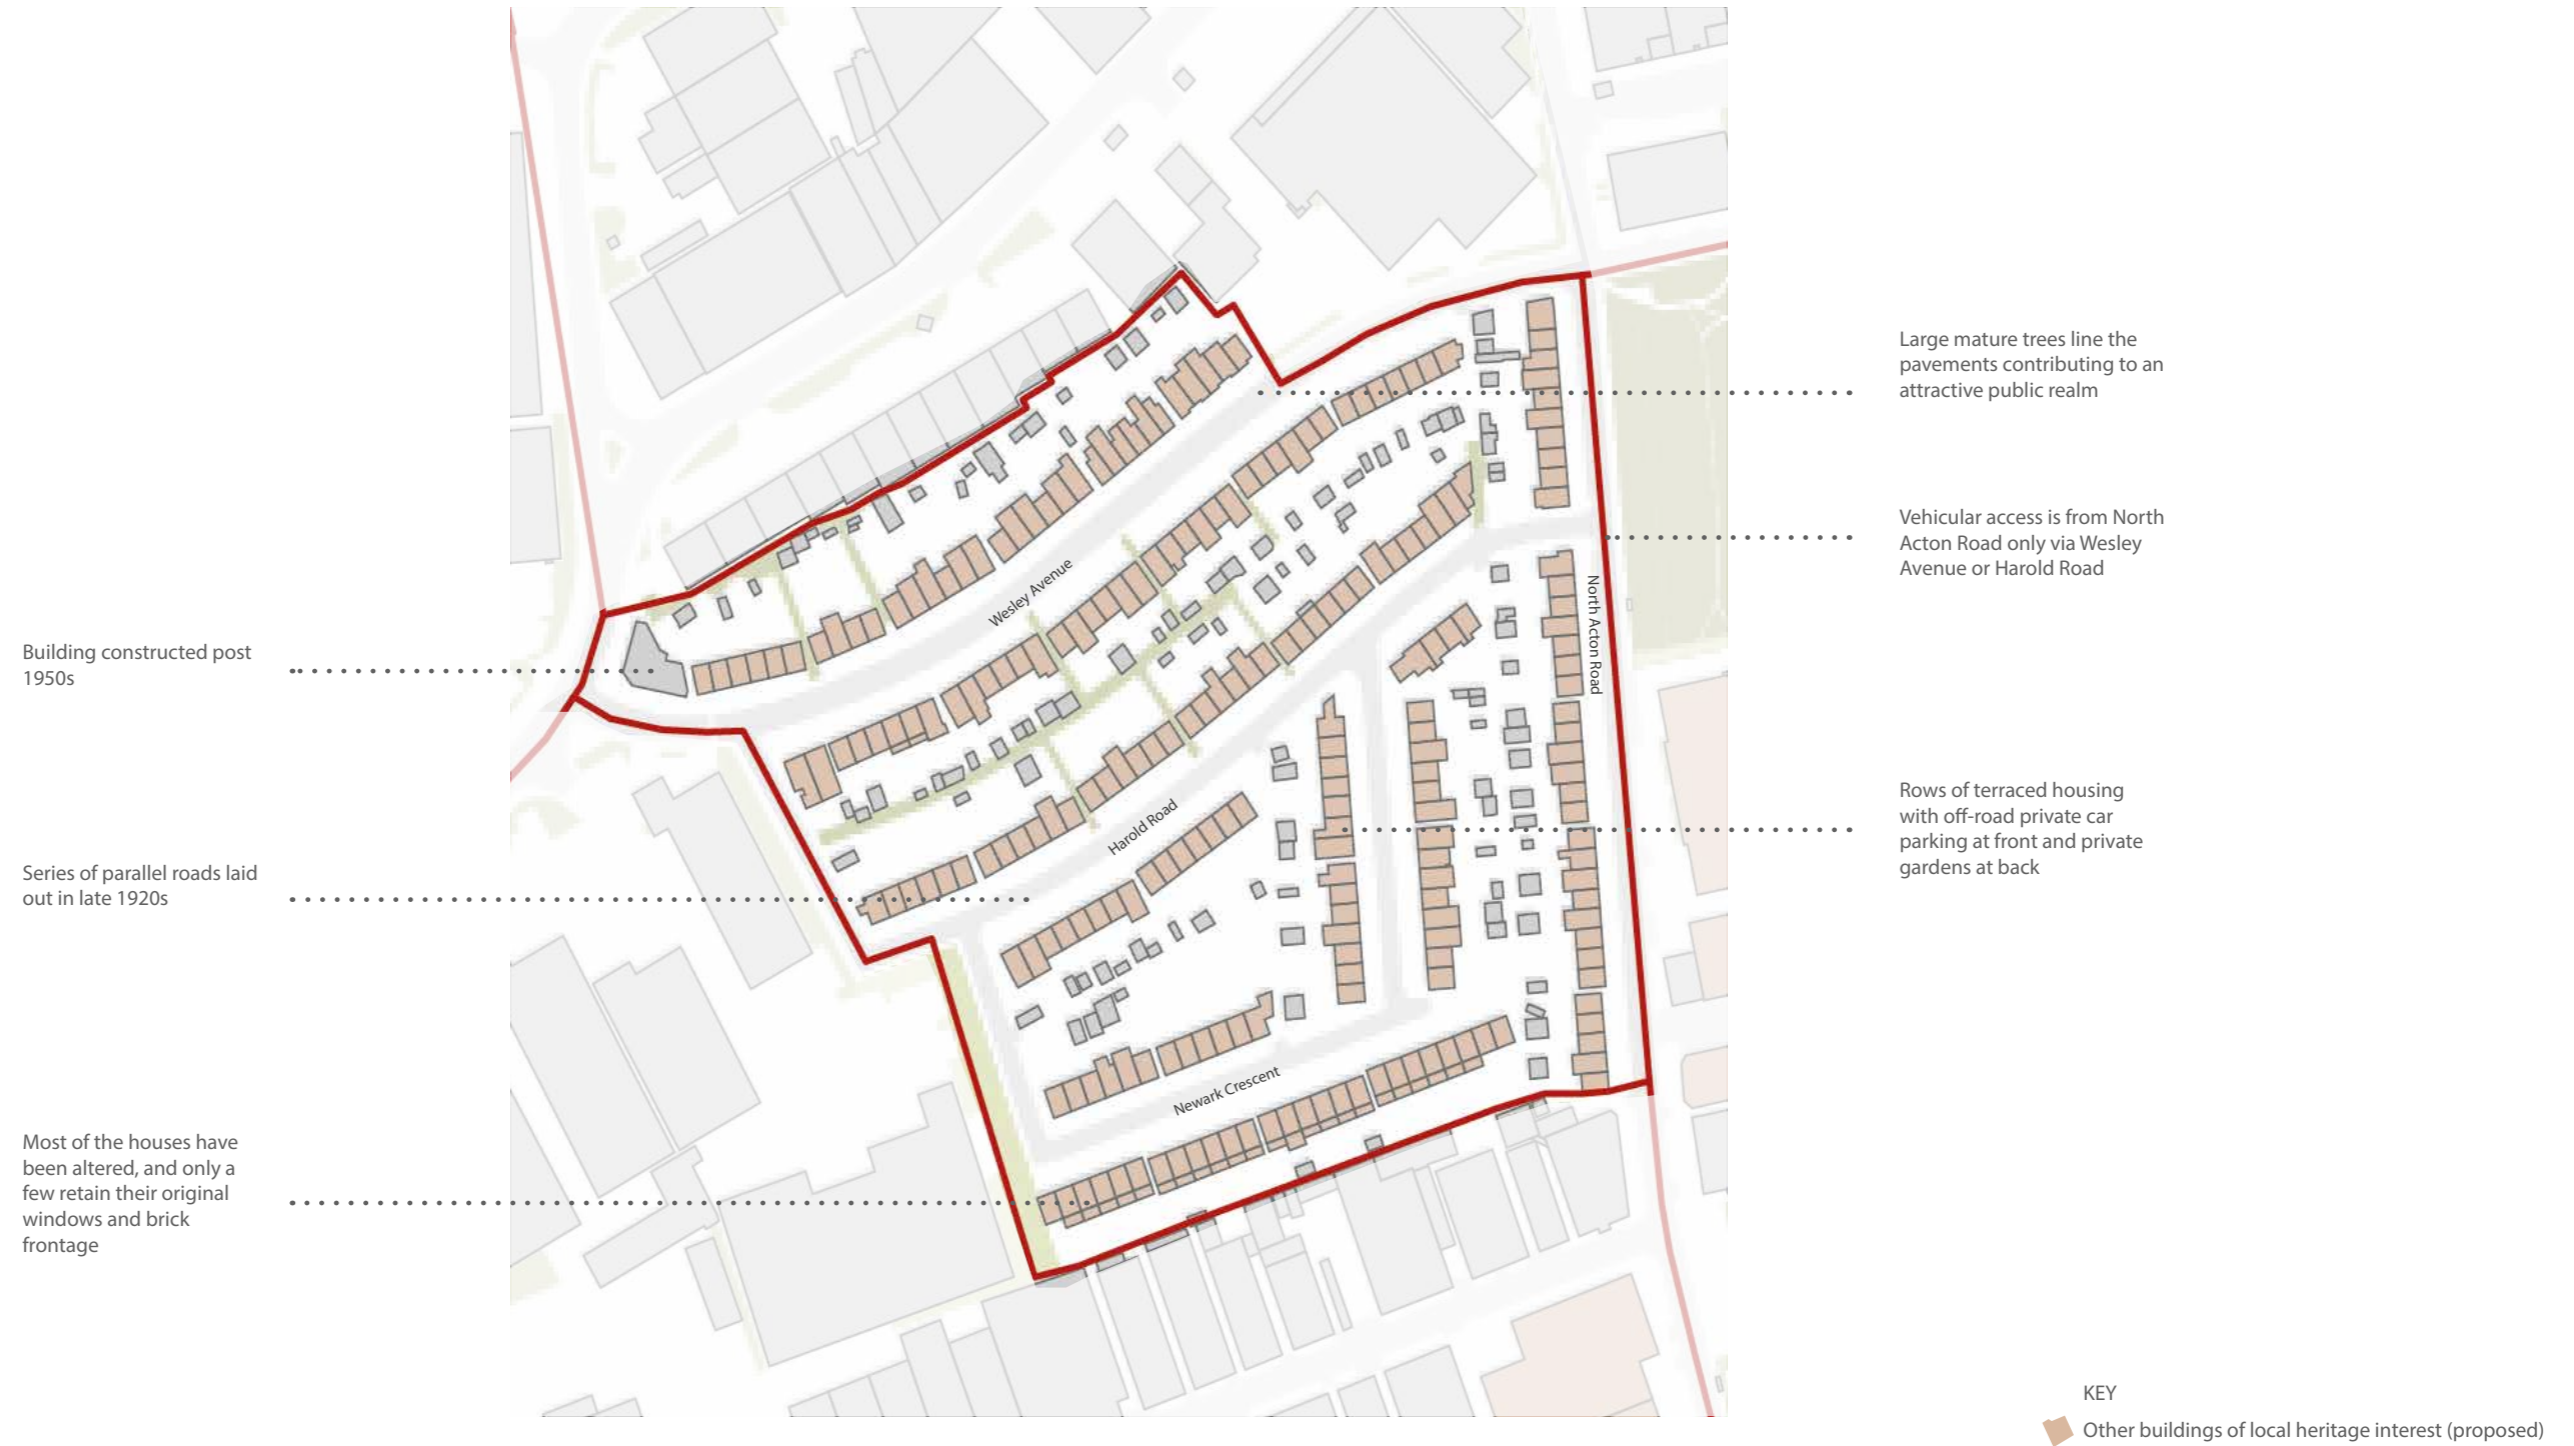 Large mature trees line the
pavements contributing to an
attractive public realm
Vehicular access is from North
Acton Road only via Wesley
Avenue or Harold Road
Wesley Avenue
North Acton Road
Building constructed post
1950s
Rows of terraced housing
with off-road private car
parking at front and private
gardens at back
Harold Road
Series of parallel roads laid
out in late 1920s
Newark Crescent
Most of the houses have
been altered, and only a
few retain their original
windows and brick
frontage
KEY
Other buildings of local heritage interest (proposed)